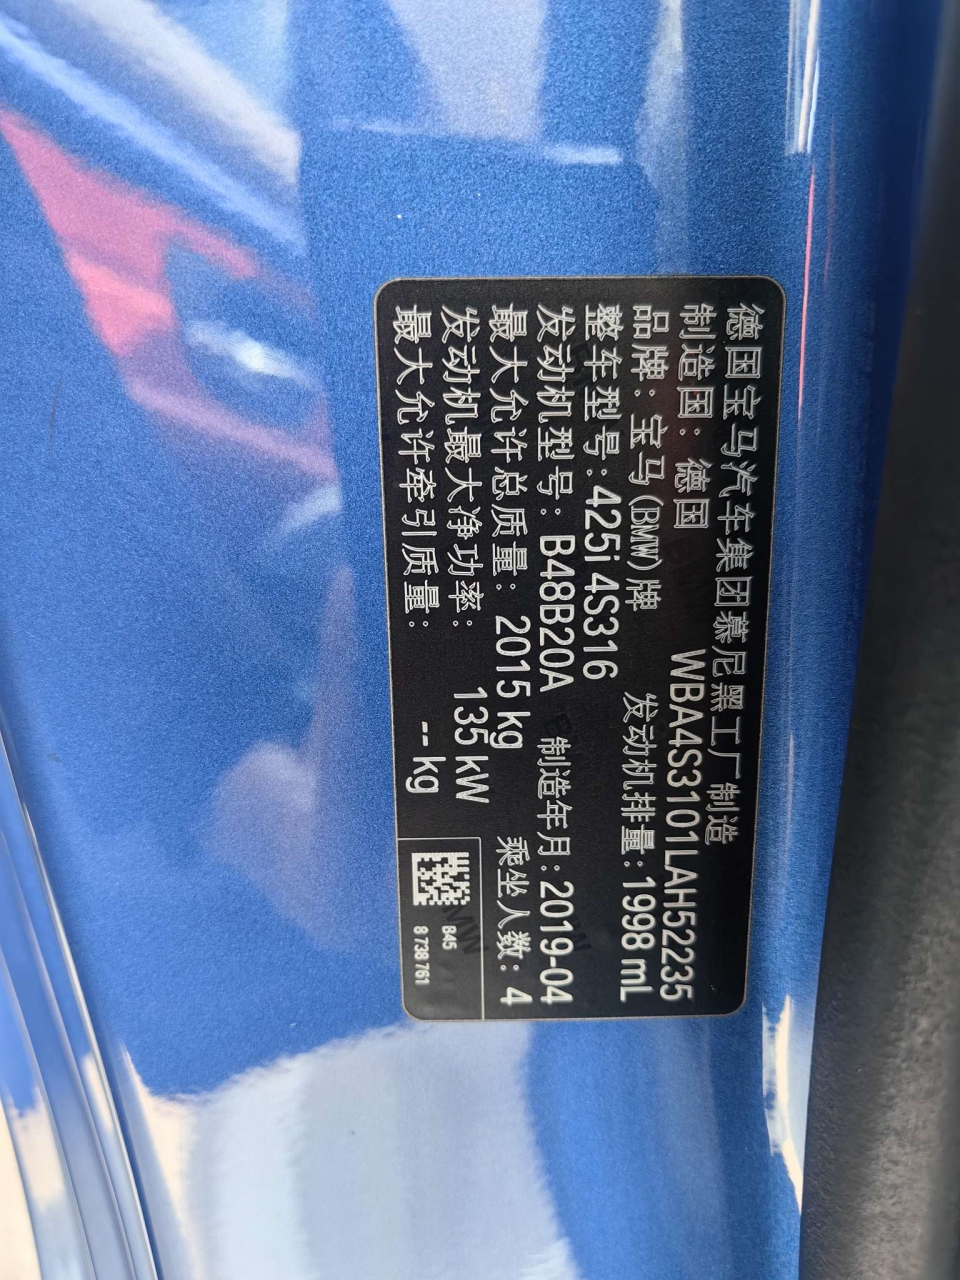 德国宝马汽车集团慕尼黑工厂制造
制造国：德国 WBA4S3101LAH52235
品牌：宝马(BMW)牌 发动机排量：1998 mL
整车型号：425i 4S316
发动机型号：B48B20A 制造年月：2019-04
最大允许总质量：2015 kg 乘坐人数：4
发动机最大净功率：135 kW
最大允许牵引质量：-- kg
B45
8 738 761